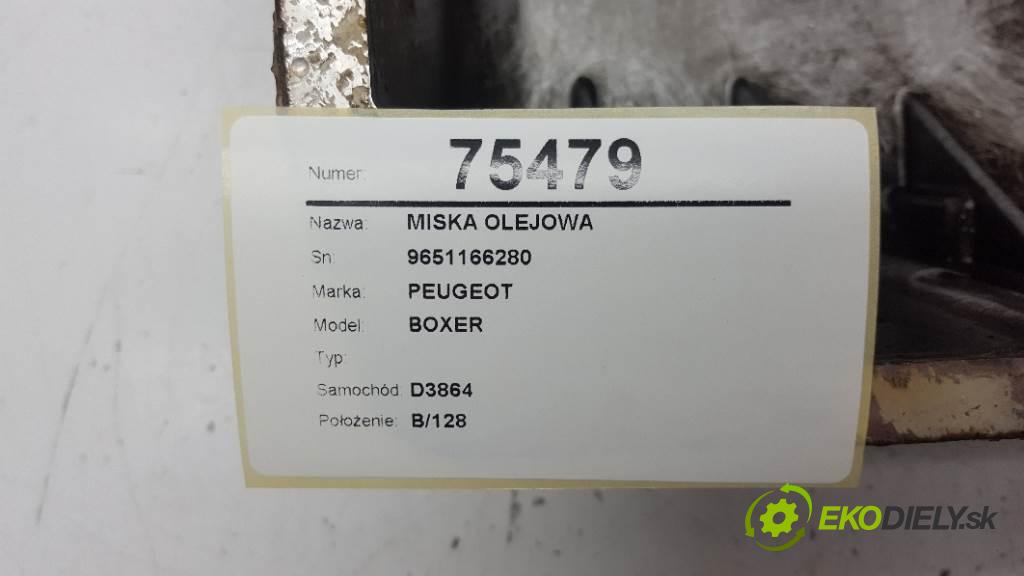 Numer: 75479
Nazwa: MISKA OLEJOWA
Sn: 9651166280
Marka: PEUGEOT
Model: BOXER
Typ:
Samochód: D3864
Położenie: B/128
EKODIELY.sk